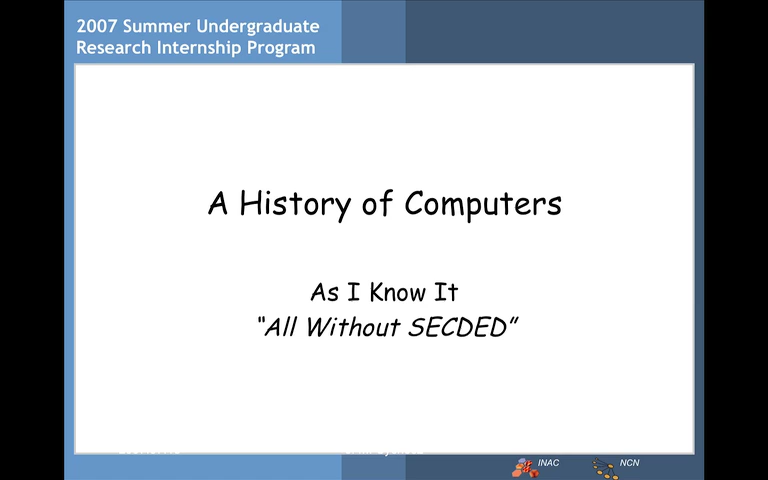 2007 Summer Undergraduate
Research Internship Program
A History of Computers
As I Know It
“All Without SECDED”
INAC
NCN